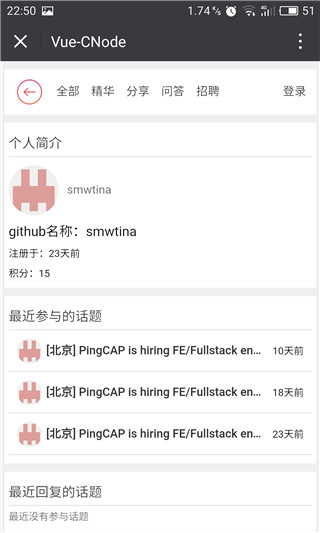 22:50 1.74 K/s 4G 51
Vue-CNode
全部 精华 分享 问答 招聘 登录
个人简介
smwtina
github名称：smwtina
注册于：23天前
积分：15
最近参与的话题
[北京] PingCAP is hiring FE/Fullstack en... 10天前
[北京] PingCAP is hiring FE/Fullstack en... 18天前
[北京] PingCAP is hiring FE/Fullstack en... 23天前
最近回复的话题
最近没有参与话题